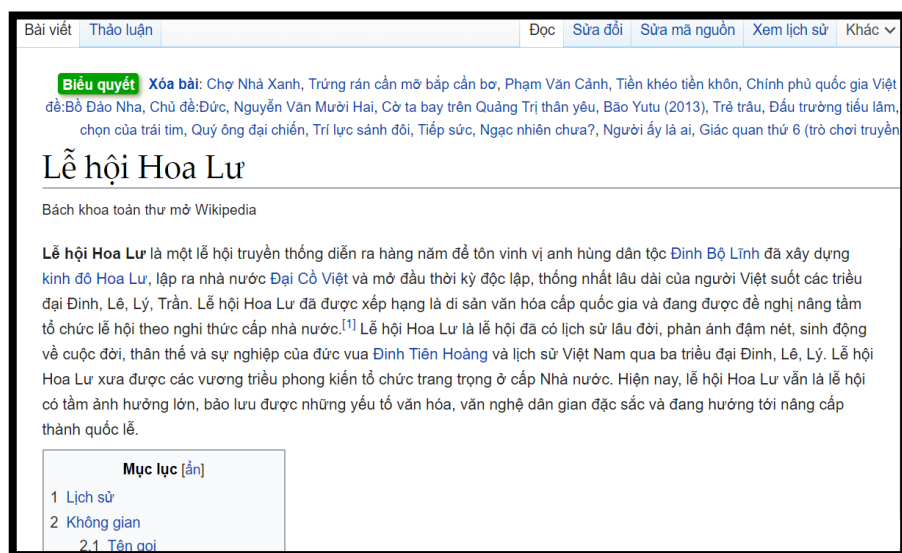 Bài viết Thảo luận Đọc Sửa đổi Sửa mã nguồn Xem lịch sử Khác
Biểu quyết Xóa bài: Chợ Nhà Xanh, Trứng rán cần mỡ bắp cần bơ, Phạm Văn Cảnh, Tiền khéo tiền khôn, Chính phủ quốc gia Việt
đề:Bồ Đào Nha, Chủ đề:Đức, Nguyễn Văn Mười Hai, Cờ ta bay trên Quảng Trị thân yêu, Bão Yutu (2013), Trẻ trâu, Đấu trường tiếu lâm,
chọn của trái tim, Quý ông đại chiến, Trí lực sánh đôi, Tiếp sức, Ngạc nhiên chưa?, Người ấy là ai, Giác quan thứ 6 (trò chơi truyền
Lễ hội Hoa Lư
Bách khoa toàn thư mở Wikipedia
Lễ hội Hoa Lư là một lễ hội truyền thống diễn ra hàng năm để tôn vinh vị anh hùng dân tộc Đinh Bộ Lĩnh đã xây dựng
kinh đô Hoa Lư, lập ra nhà nước Đại Cồ Việt và mở đầu thời kỳ độc lập, thống nhất lâu dài của người Việt suốt các triều
đại Đinh, Lê, Lý, Trần. Lễ hội Hoa Lư đã được xếp hạng là di sản văn hóa cấp quốc gia và đang được đề nghị nâng tầm
tổ chức lễ hội theo nghi thức cấp nhà nước.[1] Lễ hội Hoa Lư là lễ hội đã có lịch sử lâu đời, phản ánh đậm nét, sinh động
về cuộc đời, thân thế và sự nghiệp của đức vua Đinh Tiên Hoàng và lịch sử Việt Nam qua ba triều đại Đinh, Lê, Lý. Lễ hội
Hoa Lư xưa được các vương triều phong kiến tổ chức trang trọng ở cấp Nhà nước. Hiện nay, lễ hội Hoa Lư vẫn là lễ hội
có tầm ảnh hưởng lớn, bảo lưu được những yếu tố văn hóa, văn nghệ dân gian đặc sắc và đang hướng tới nâng cấp
thành quốc lễ.
Mục lục [ẩn]
1 Lịch sử
2 Không gian
2.1 Tên gọi